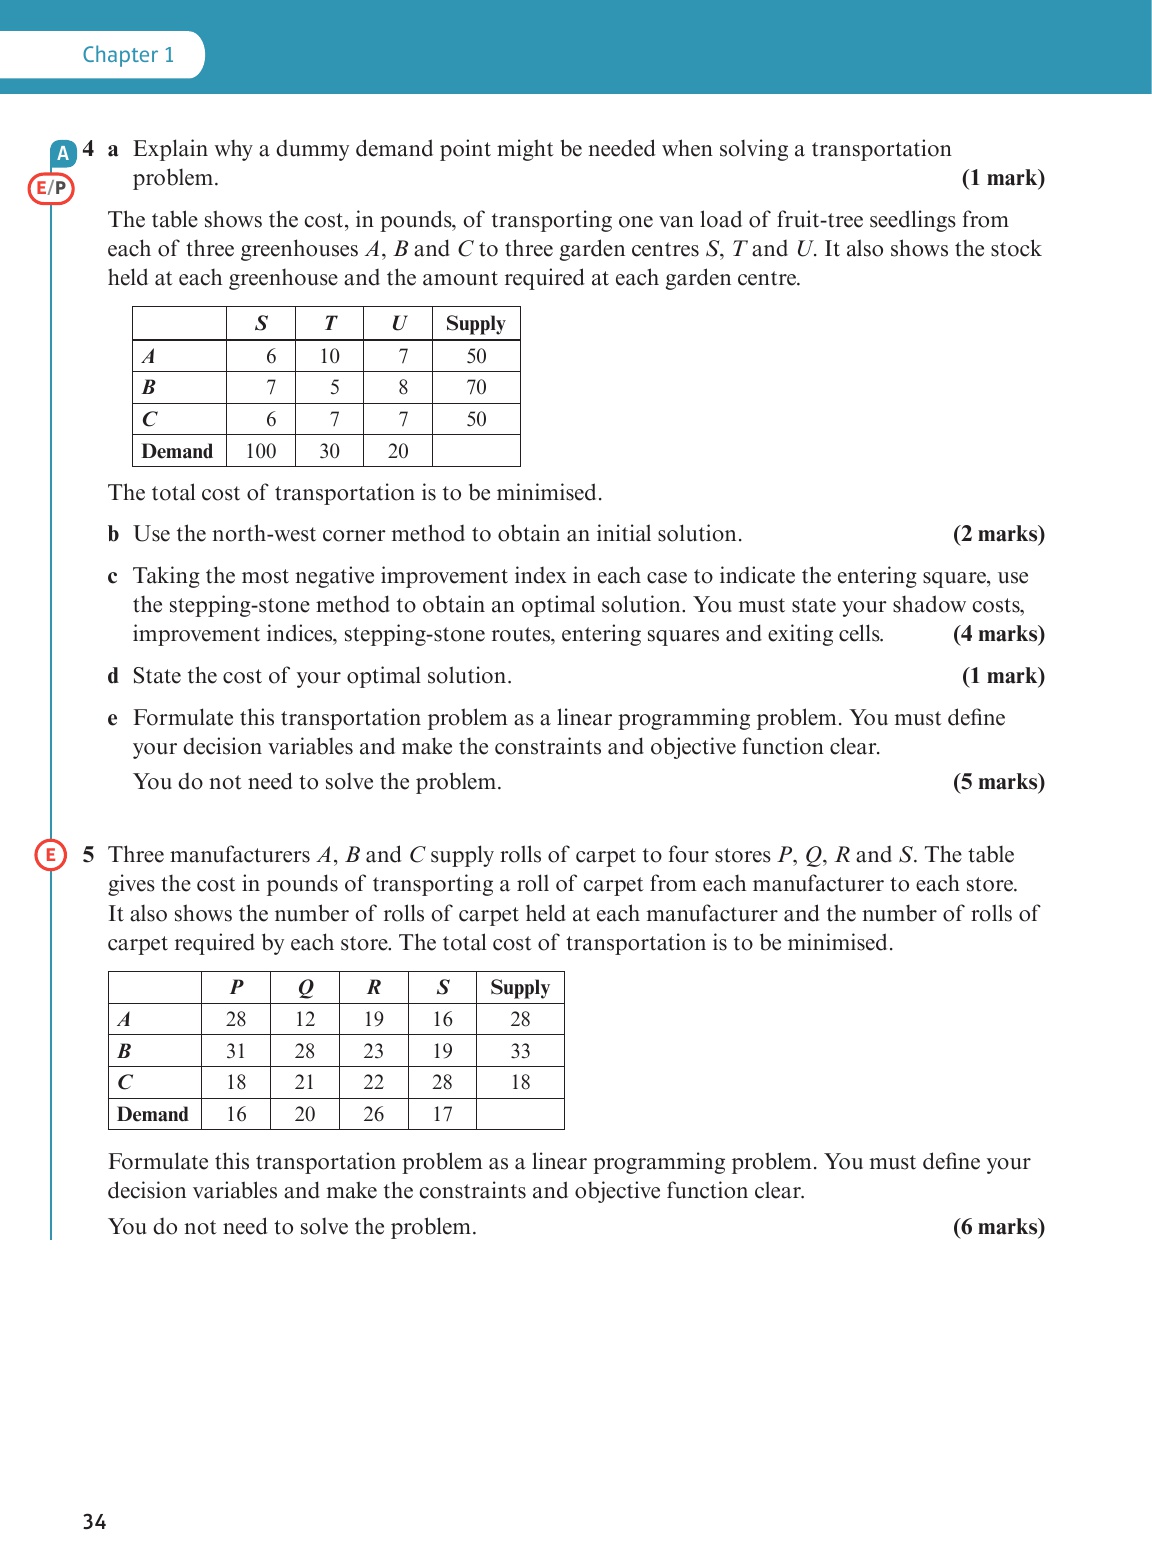 Chapter 1
A
E/P
4 a Explain why a dummy demand point might be needed when solving a transportation
problem. (1 mark)
The table shows the cost, in pounds, of transporting one van load of fruit-tree seedlings from
each of three greenhouses A, B and C to three garden centres S, T and U. It also shows the stock
held at each greenhouse and the amount required at each garden centre.
S T U Supply
A 6 10 7 50
B 7 5 8 70
C 6 7 7 50
Demand 100 30 20
The total cost of transportation is to be minimised.
b Use the north-west corner method to obtain an initial solution. (2 marks)
c Taking the most negative improvement index in each case to indicate the entering square, use
the stepping-stone method to obtain an optimal solution. You must state your shadow costs,
improvement indices, stepping-stone routes, entering squares and exiting cells. (4 marks)
d State the cost of your optimal solution. (1 mark)
e Formulate this transportation problem as a linear programming problem. You must define
your decision variables and make the constraints and objective function clear.
You do not need to solve the problem. (5 marks)
E
5 Three manufacturers A, B and C supply rolls of carpet to four stores P, Q, R and S. The table
gives the cost in pounds of transporting a roll of carpet from each manufacturer to each store.
It also shows the number of rolls of carpet held at each manufacturer and the number of rolls of
carpet required by each store. The total cost of transportation is to be minimised.
P Q R S Supply
A 28 12 19 16 28
B 31 28 23 19 33
C 18 21 22 28 18
Demand 16 20 26 17
Formulate this transportation problem as a linear programming problem. You must define your
decision variables and make the constraints and objective function clear.
You do not need to solve the problem. (6 marks)
34